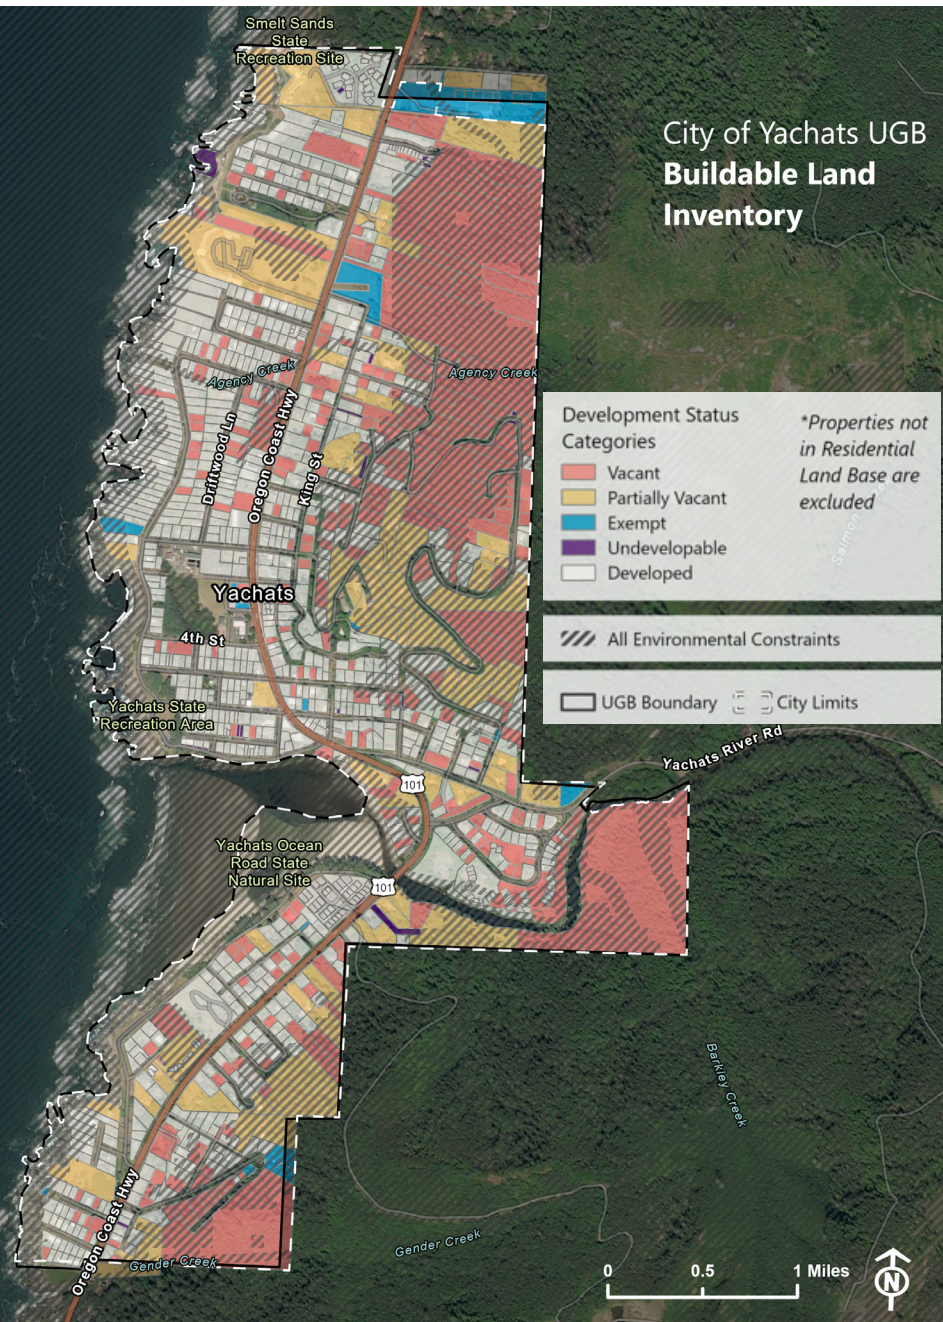 Smelt Sands
State
Recreation Site
City of Yachats UGB
Buildable Land
Inventory
Agency Creek
Agency Creek
Driftwood Ln
Oregon Coast Hwy
King St
Development Status
Categories
Vacant
Partially Vacant
Exempt
Undevelopable
Developed
*Properties not
in Residential
Land Base are
excluded
Salmon
All Environmental Constraints
UGB Boundary
City Limits
Yachats
4th St
Yachats State
Recreation Area
Yachats River Rd
101
Yachats Ocean
Road State
Natural Site
101
Barkley Creek
Oregon Coast Hwy
Gender Creek
Gender Creek
0 0.5 1 Miles
N